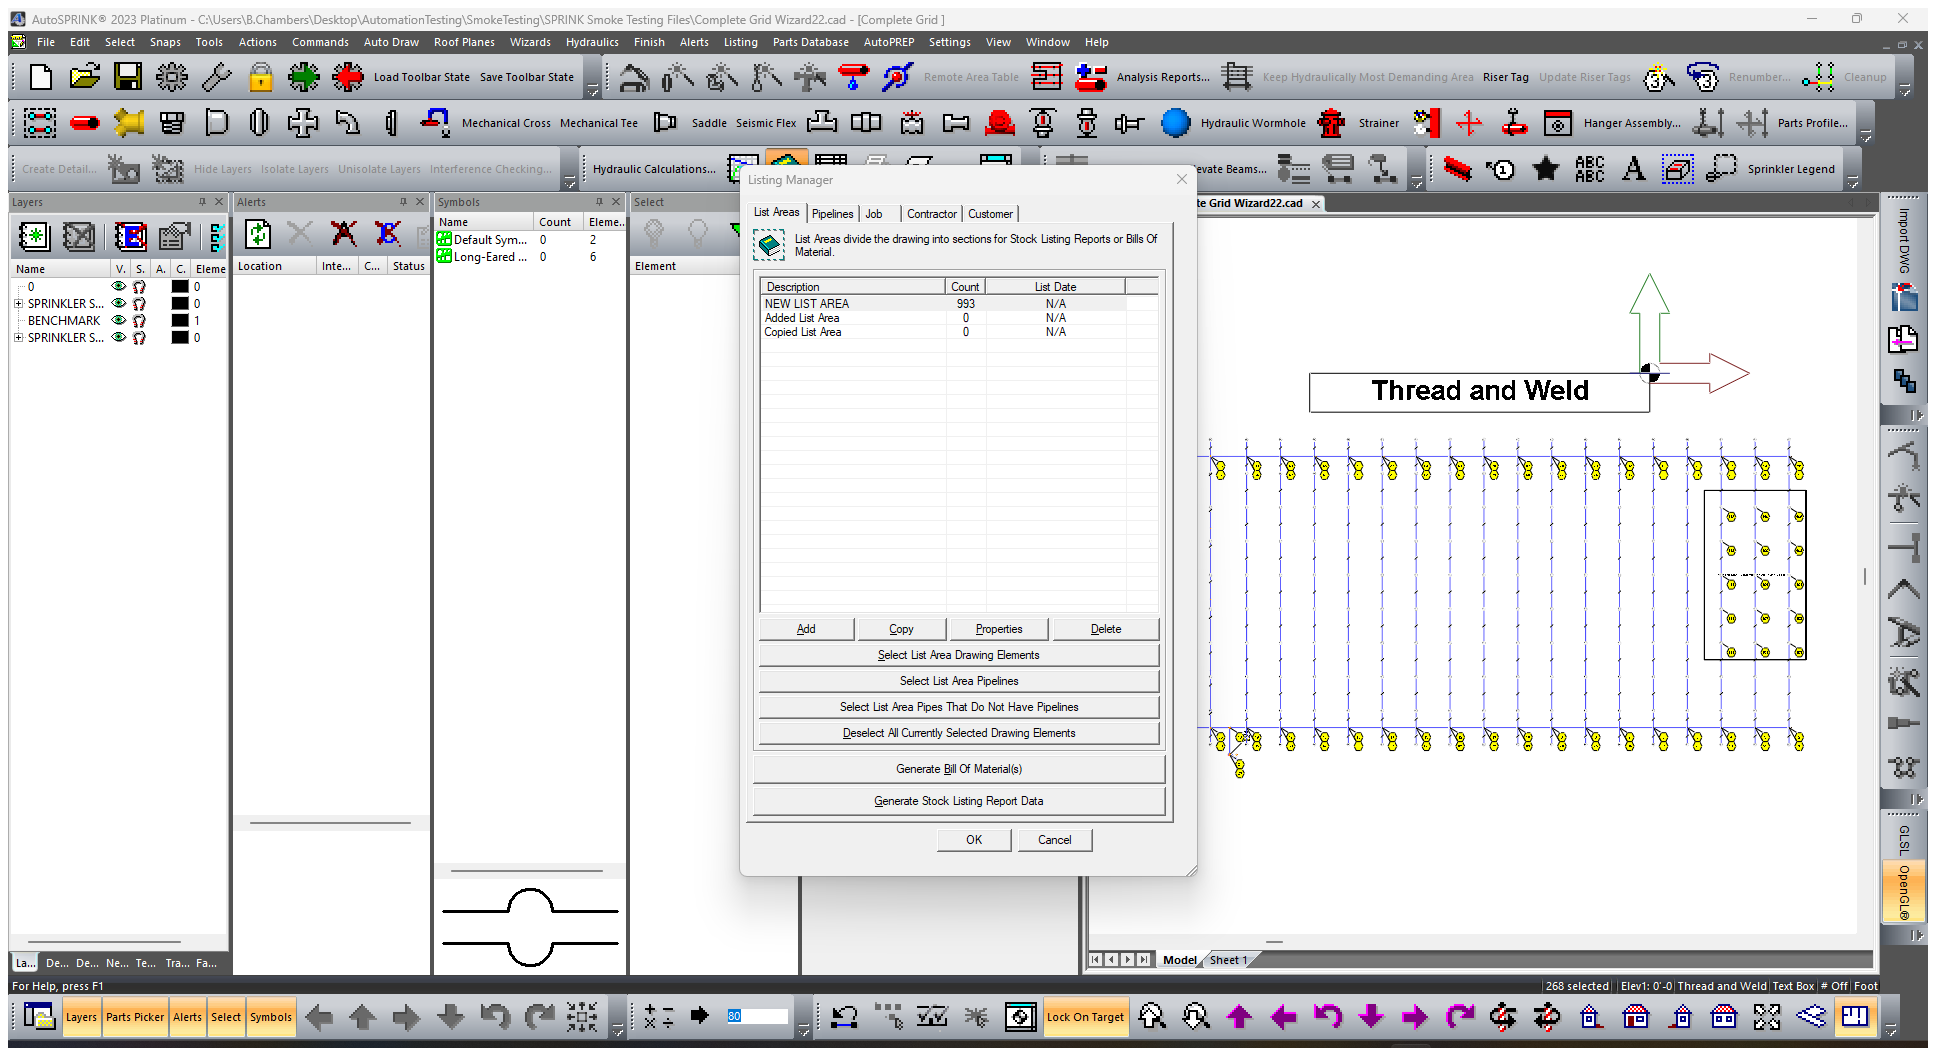 AutoSPRINK® 2023 Platinum - C:\Users\B.Chambers\Desktop\AutomationTesting\SmokeTesting\SPRINK Smoke Testing Files\Complete Grid Wizard22.cad - [Complete Grid ]
File Edit Select Snaps Tools Actions Commands Auto Draw Roof Planes Wizards Hydraulics Finish Alerts Listing Parts Database AutoPREP Settings View Window Help
Load Toolbar State Save Toolbar State Remote Area Table Analysis Reports... Keep Hydraulically Most Demanding Area Riser Tag Update Riser Tags Renumber... Cleanup
Mechanical Cross Mechanical Tee Saddle Seismic Flex Hydraulic Wormhole Strainer Hanger Assembly... Parts Profile...
Create Detail... Hide Layers Isolate Layers Unisolate Layers Interference Checking... Hydraulic Calculations... evate Beams... ABC ABC A Sprinkler Legend
Layers
Name V. S. A. C. Eleme
0 0
SPRINKLER S... 0
BENCHMARK 1
SPRINKLER S... 0
La... De... De... Ne... Te... Tra... Fa...
Alerts
Location Inte... C... Status
Symbols
Name Count Eleme...
Default Sym... 0 2
Long-Eared ... 0 6
Select
Element
Listing Manager
List Areas Pipelines Job Contractor Customer
List Areas divide the drawing into sections for Stock Listing Reports or Bills Of
Material.
Description Count List Date
NEW LIST AREA 993 N/A
Added List Area 0 N/A
Copied List Area 0 N/A
Add Copy Properties Delete
Select List Area Drawing Elements
Select List Area Pipelines
Select List Area Pipes That Do Not Have Pipelines
Deselect All Currently Selected Drawing Elements
Generate Bill Of Material(s)
Generate Stock Listing Report Data
OK Cancel
te Grid Wizard22.cad
Thread and Weld
Model Sheet 1
Import DWG
GLSL
OpenGL®
For Help, press F1
268 selected Elev1: 0'-0 Thread and Weld Text Box # Off Foot
Layers Parts Picker Alerts Select Symbols 80 Lock On Target